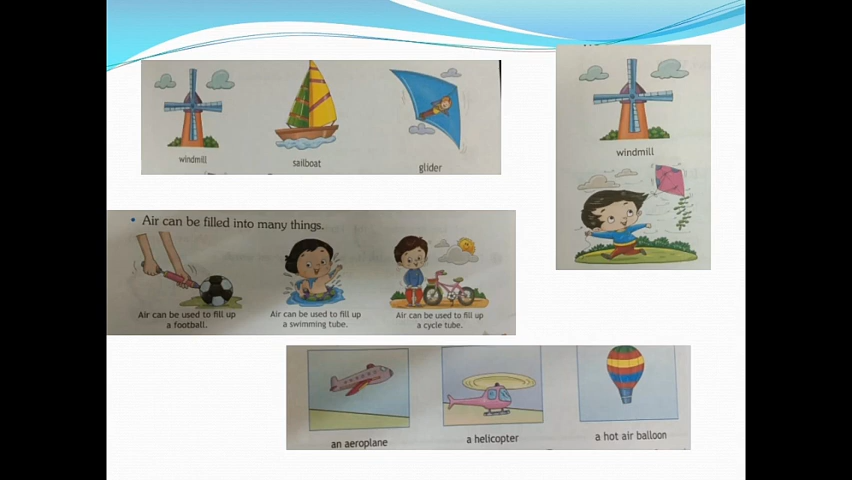 windmill
sailboat
glider
windmill
• Air can be filled into many things.
Air can be used to fill up
a football.
Air can be used to fill up
a swimming tube.
Air can be used to fill up
a cycle tube.
an aeroplane
a helicopter
a hot air balloon